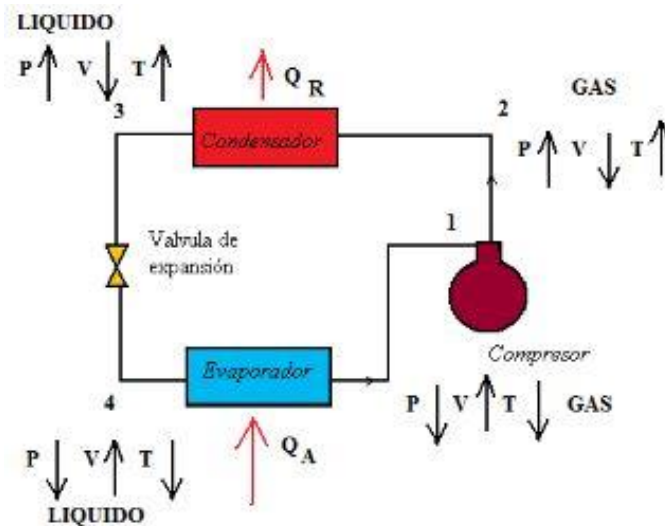 LIQUIDO
P V T
3
Q R
Condensador
2
GAS
P V T
1
Valvula de
expansión
Compresor
Evaporador
4
P V T GAS
Q A
P V T
LIQUIDO